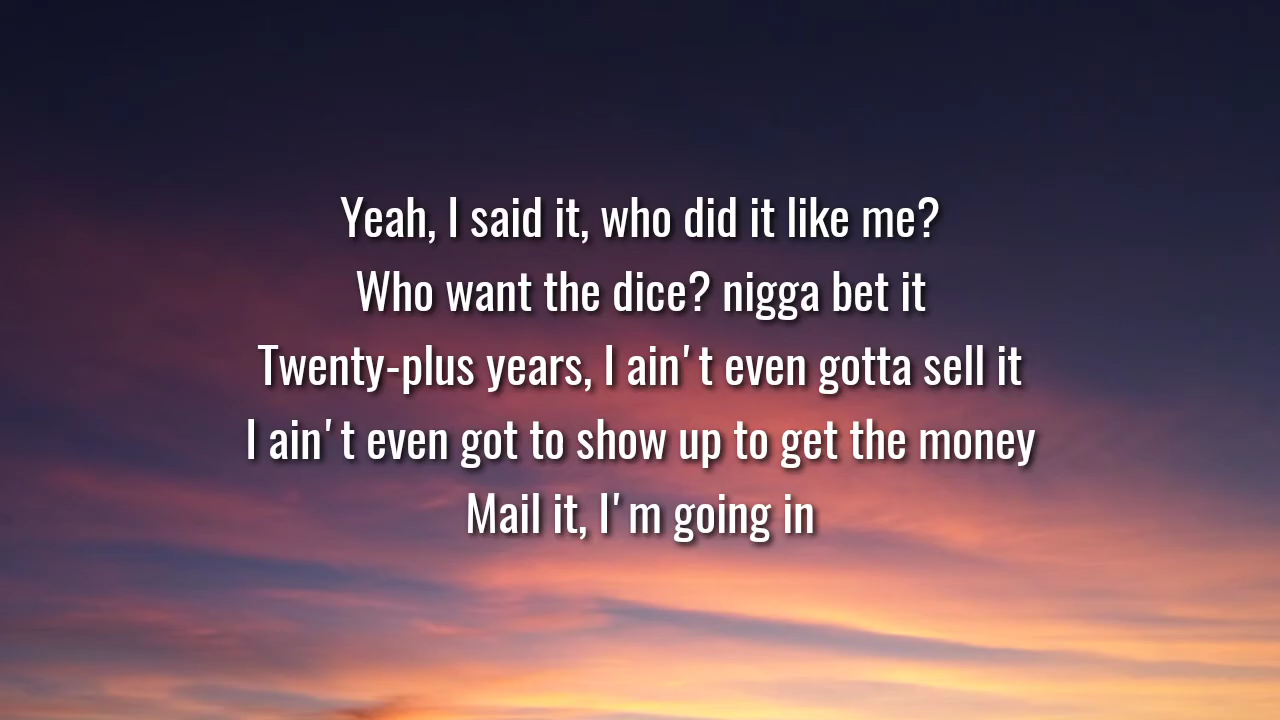 Yeah, I said it, who did it like me?
Who want the dice? nigga bet it
Twenty-plus years, I ain't even gotta sell it
I ain't even got to show up to get the money
Mail it, I'm going in